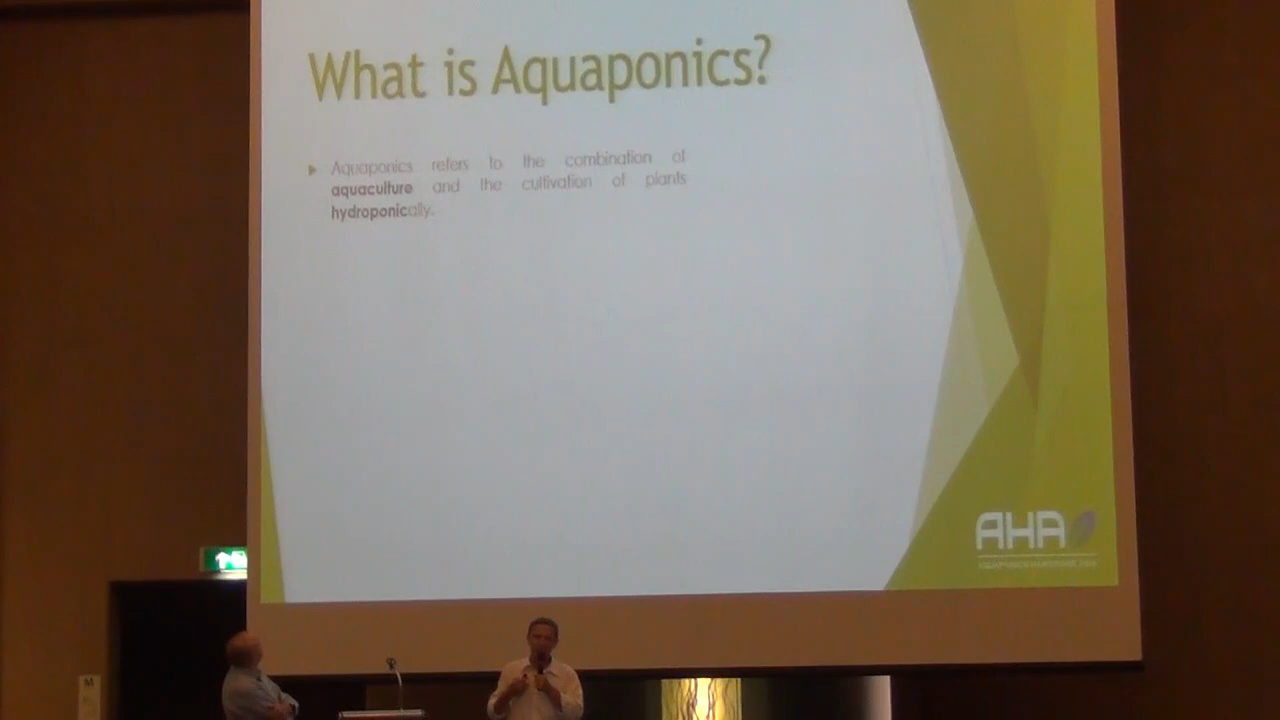 What is Aquaponics?
Aquaponics refers to the combination of
aquaculture and the cultivation of plants
hydroponically.
AHA
M